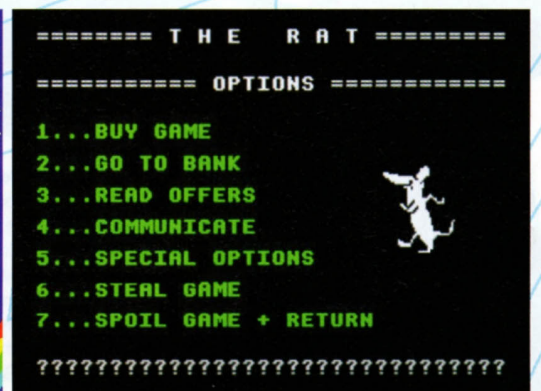 ======== T H E   R A T =========
=========== OPTIONS ============
1...BUY GAME
2...GO TO BANK
3...READ OFFERS
4...COMMUNICATE
5...SPECIAL OPTIONS
6...STEAL GAME
7...SPOIL GAME + RETURN
????????????????????????????????